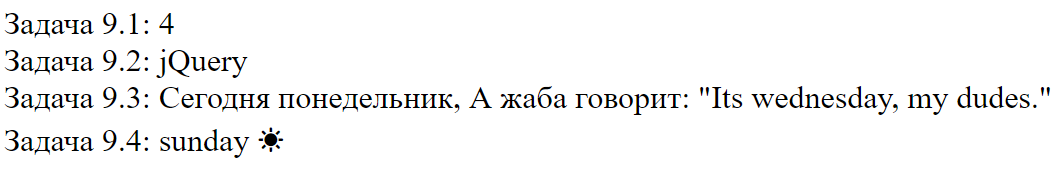 Задача 9.1: 4
Задача 9.2: jQuery
Задача 9.3: Сегодня понедельник, А жаба говорит: "Its wednesday, my dudes."
Задача 9.4: sunday ☀